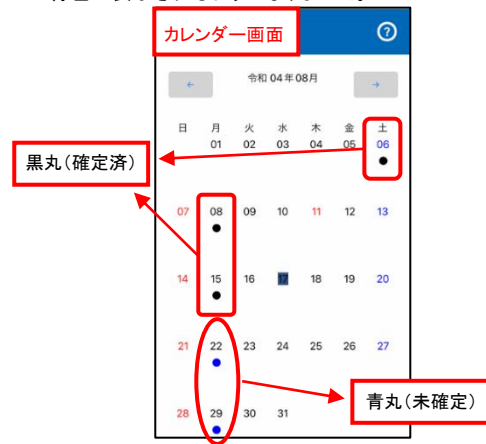 カレンダー画面
?
← 令和 04年08月 →
日 月 火 水 木 金 土
01 02 03 04 05 06
黒丸(確定済)
07 08 09 10 11 12 13
14 15 16 17 18 19 20
21 22 23 24 25 26 27
青丸(未確定)
28 29 30 31